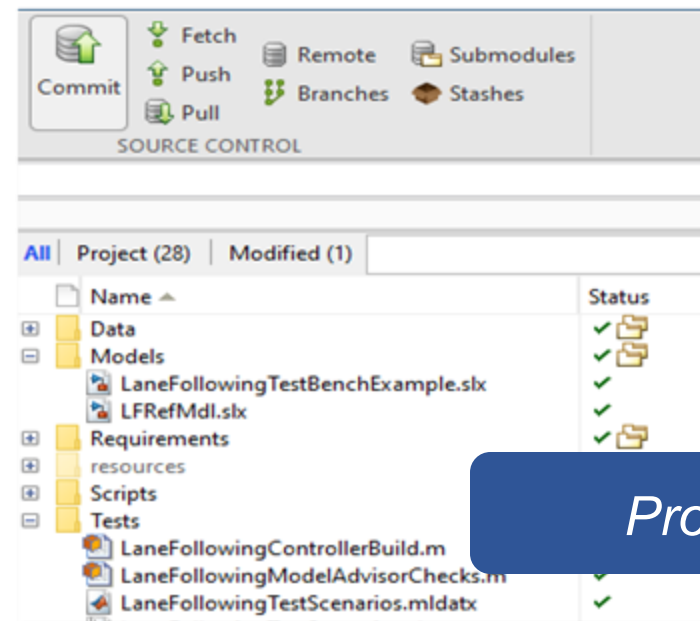 Fetch
Commit
Push
Pull
Remote
Branches
Submodules
Stashes
SOURCE CONTROL
All Project (28) Modified (1)
Name Status
Data
Models
LaneFollowingTestBenchExample.slx
LFRefMdl.slx
Requirements
resources
Scripts
Tests
LaneFollowingControllerBuild.m
LaneFollowingModelAdvisorChecks.m
LaneFollowingTestScenarios.mldatx